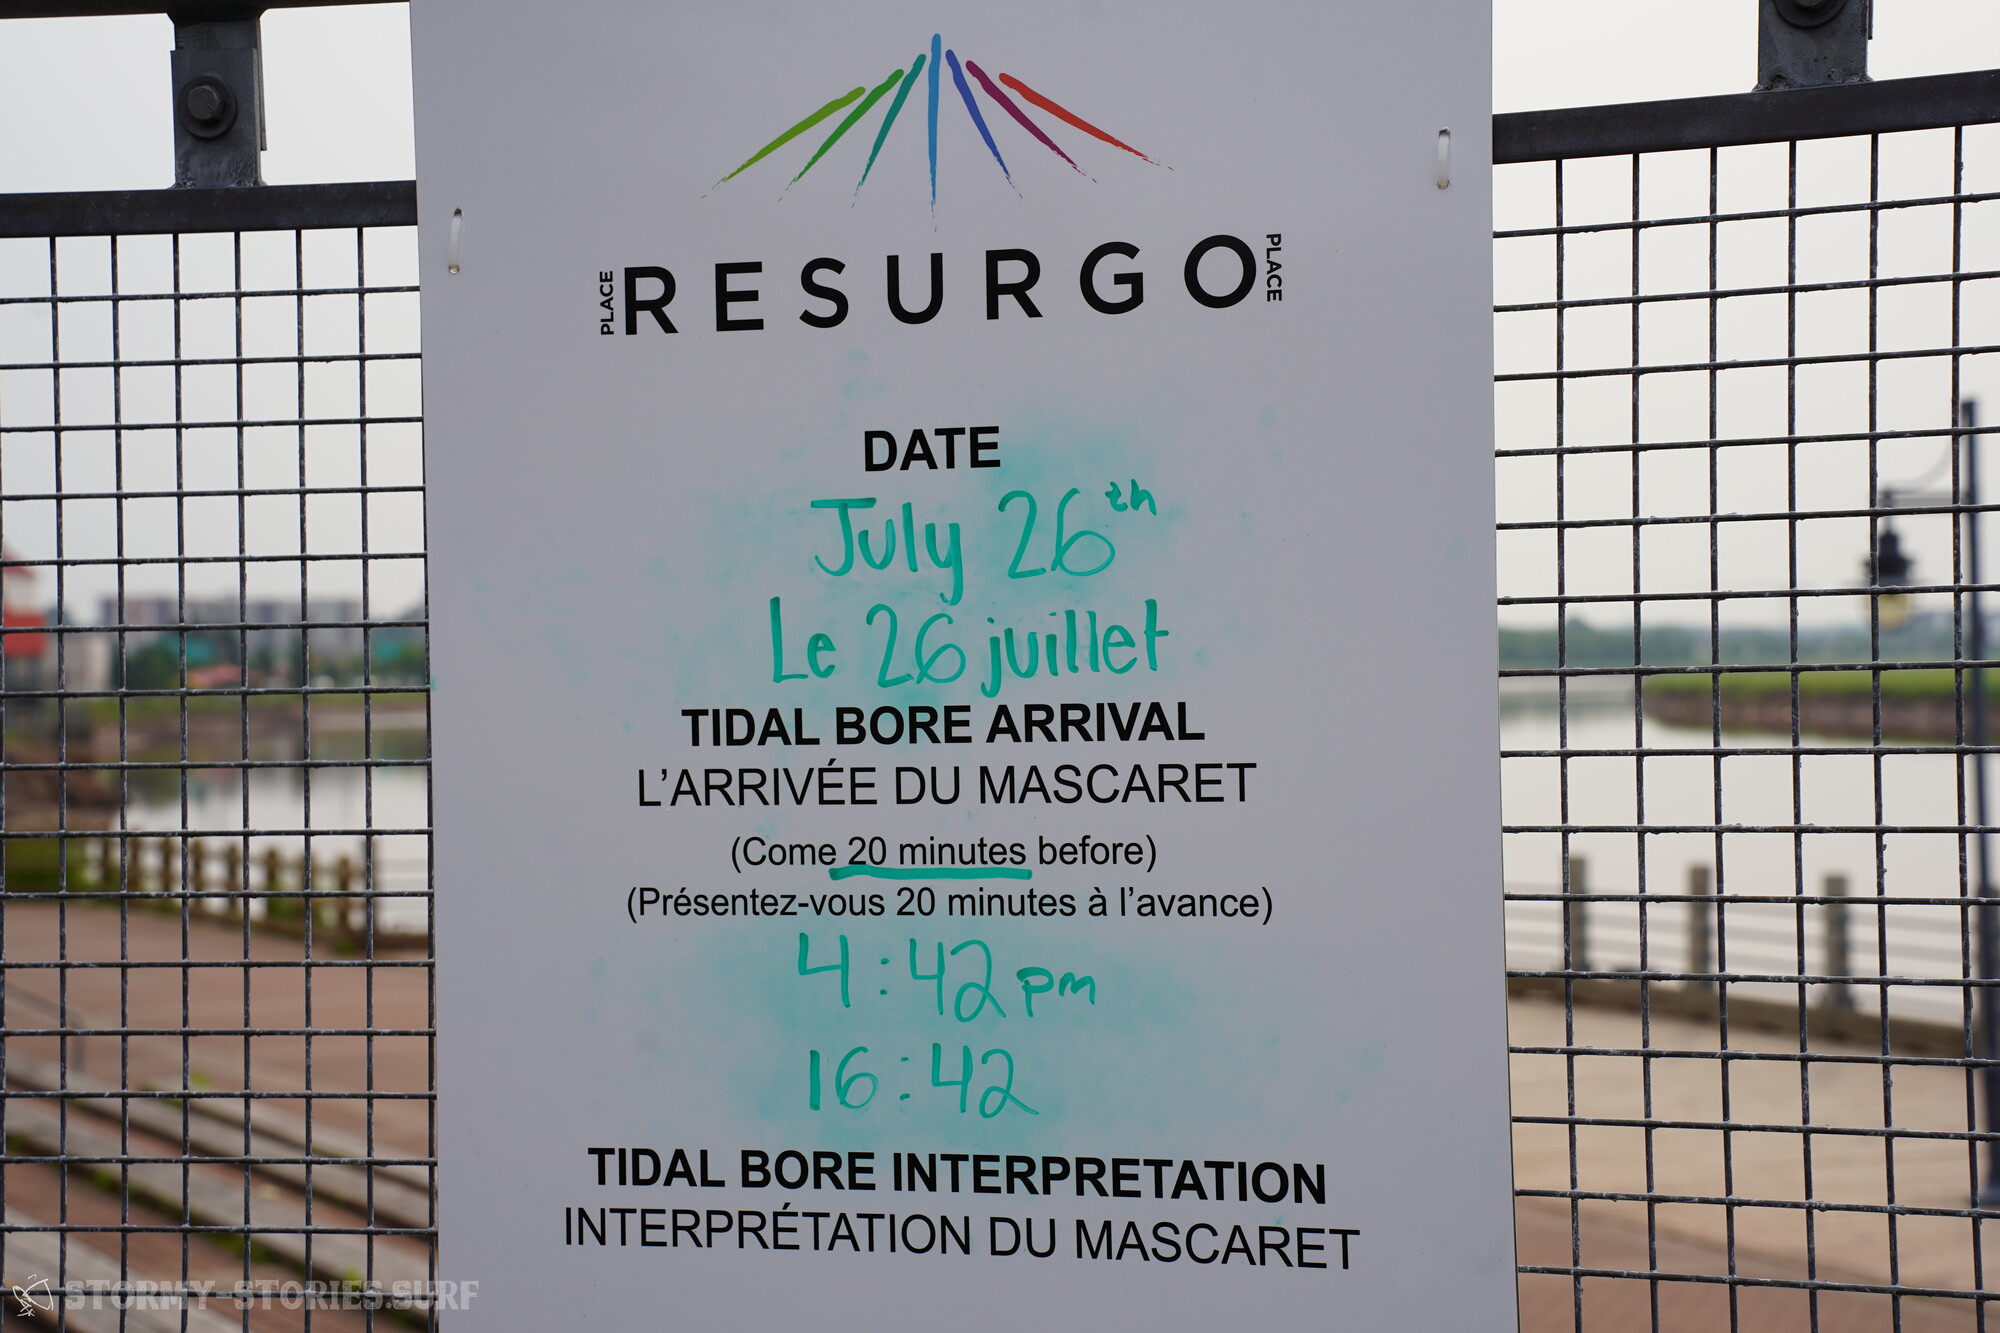 PLACE RESURGO PLACE
DATE
July 26th
Le 26 juillet
TIDAL BORE ARRIVAL
L'ARRIVÉE DU MASCARET
(Come 20 minutes before)
(Présentez-vous 20 minutes à l'avance)
4:42 pm
16:42
TIDAL BORE INTERPRETATION
INTERPRÉTATION DU MASCARET
STORMY-STORIES.SURF